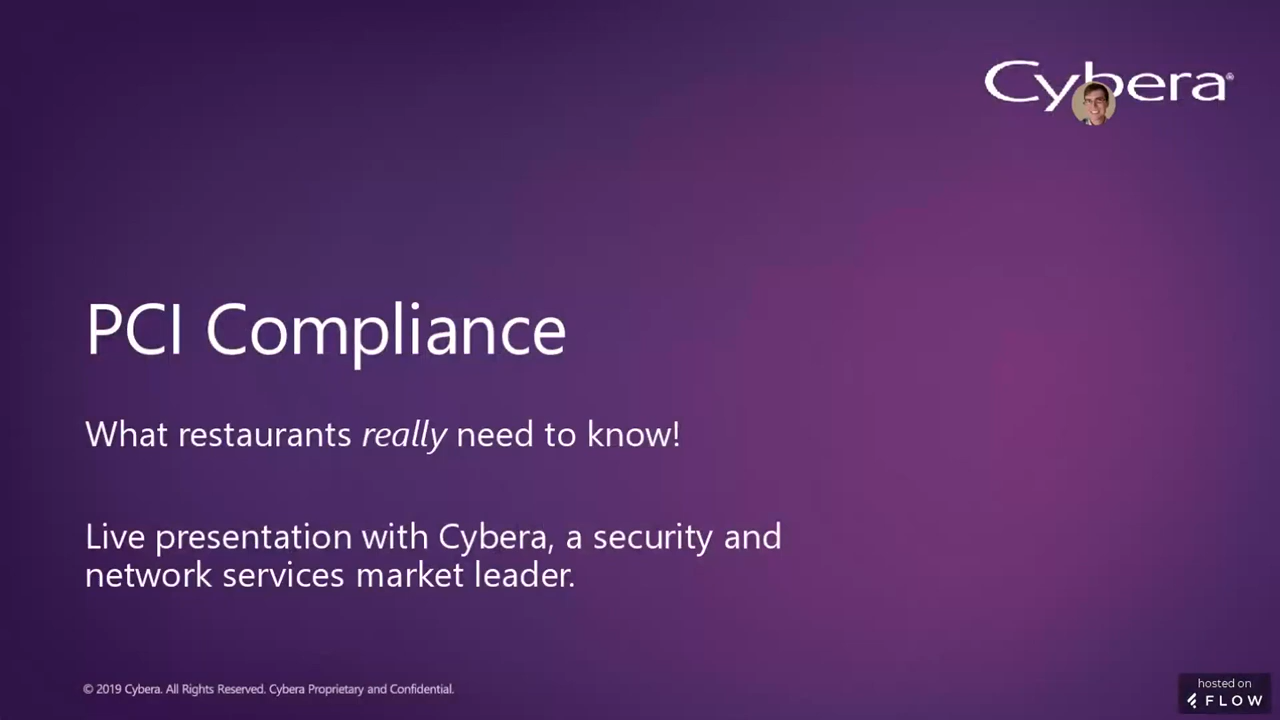 Cybera®
PCI Compliance
What restaurants really need to know!
Live presentation with Cybera, a security and
network services market leader.
© 2019 Cybera. All Rights Reserved. Cybera Proprietary and Confidential.
hosted on
FLOW